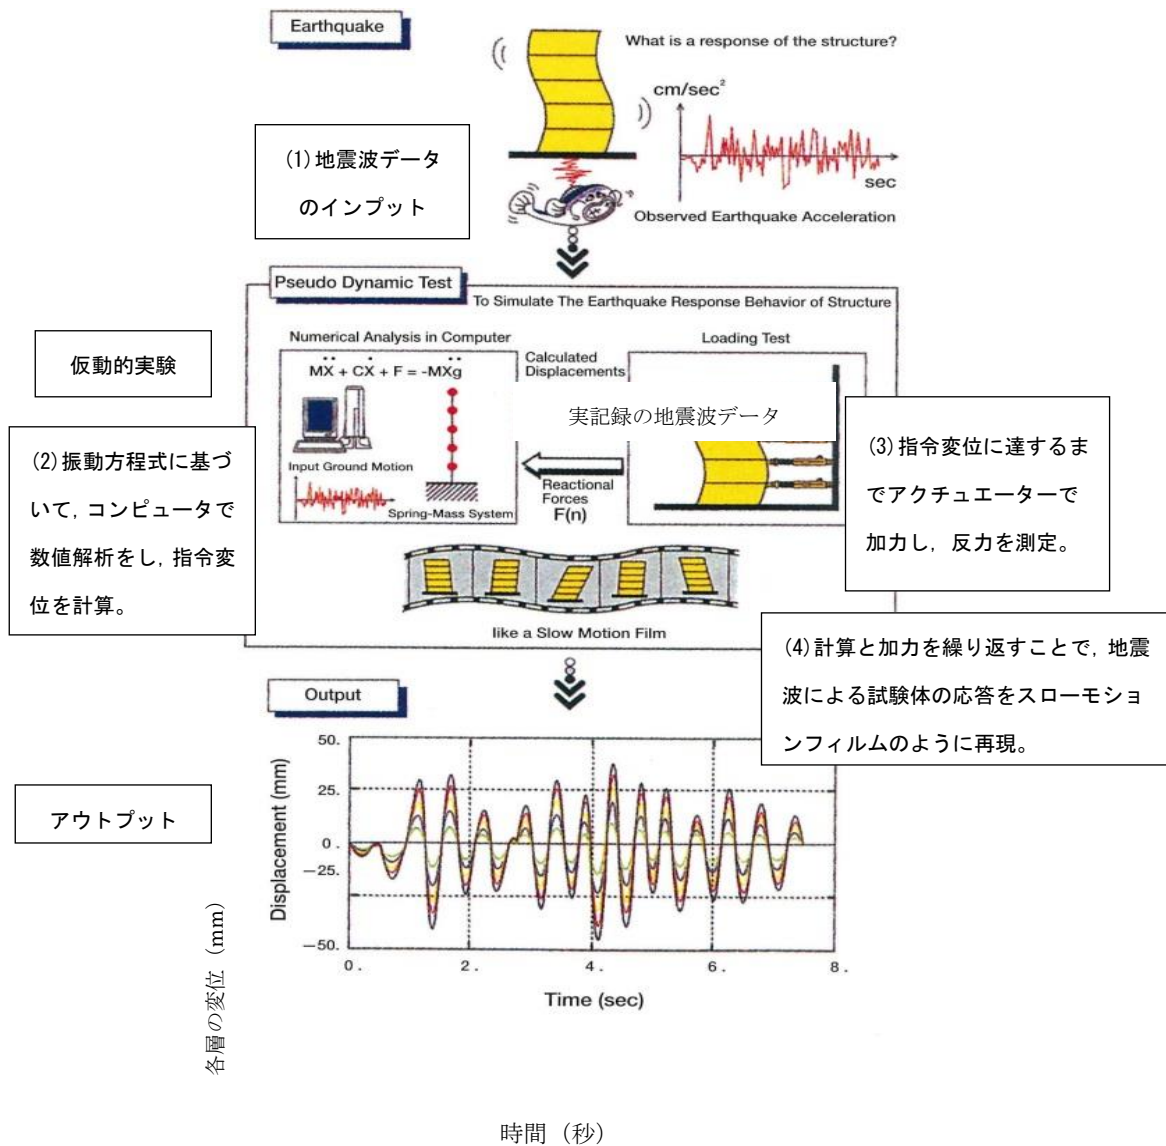 Earthquake
What is a response of the structure?
cm/sec²
sec
Observed Earthquake Acceleration
(1)地震波データ
のインプット
Pseudo Dynamic Test
To Simulate The Earthquake Response Behavior of Structure
仮動的実験
Numerical Analysis in Computer
MẌ + CẊ + F = -MẌg
Input Ground Motion
Spring-Mass System
Calculated
Displacements
実記録の地震波データ
Reactional
Forces
F(n)
Loading Test
(2)振動方程式に基づ
いて，コンピュータで
数値解析をし，指令変
位を計算。
(3)指令変位に達するま
でアクチュエーターで
加力し，反力を測定。
like a Slow Motion Film
(4)計算と加力を繰り返すことで，地震
波による試験体の応答をスローモショ
ンフィルムのように再現。
Output
アウトプット
Displacement (mm)
50.
25.
0.
−25.
−50.
0.
2.
4.
6.
8.
Time (sec)
各層の変位（mm）
時間（秒）